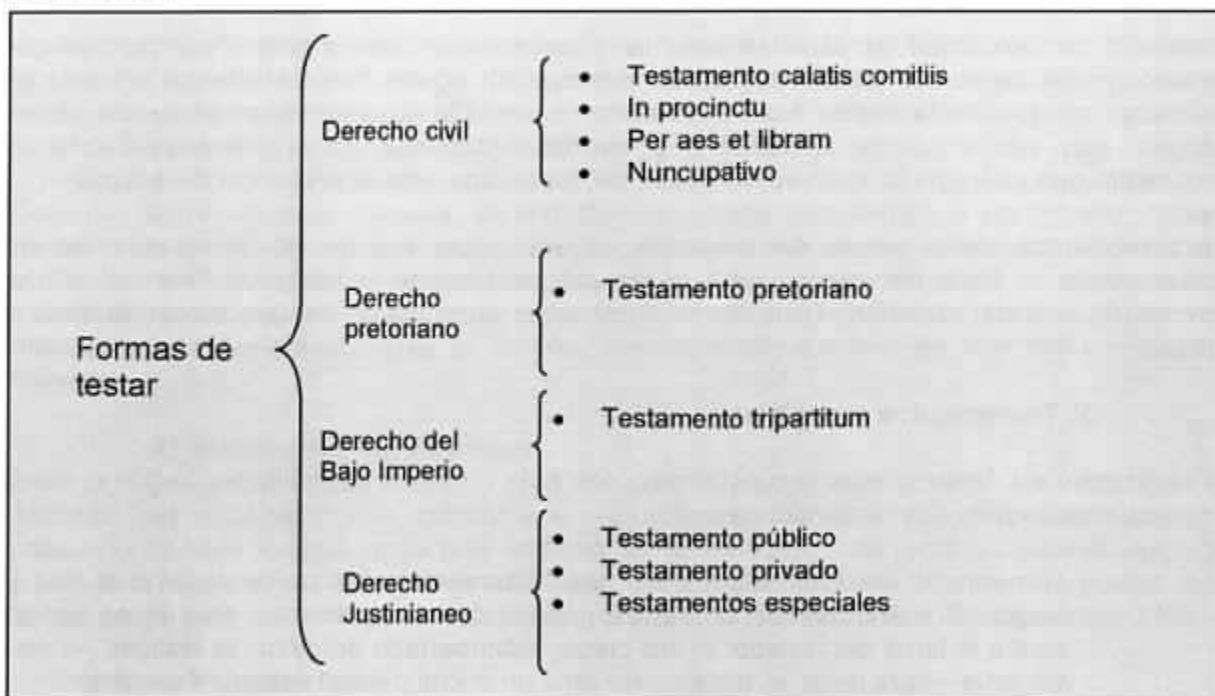 Formas de
testar
Derecho civil
• Testamento calatis comitiis
• In procinctu
• Per aes et libram
• Nuncupativo
Derecho
pretoriano
• Testamento pretoriano
Derecho del
Bajo Imperio
• Testamento tripartitum
Derecho
Justinianeo
• Testamento público
• Testamento privado
• Testamentos especiales